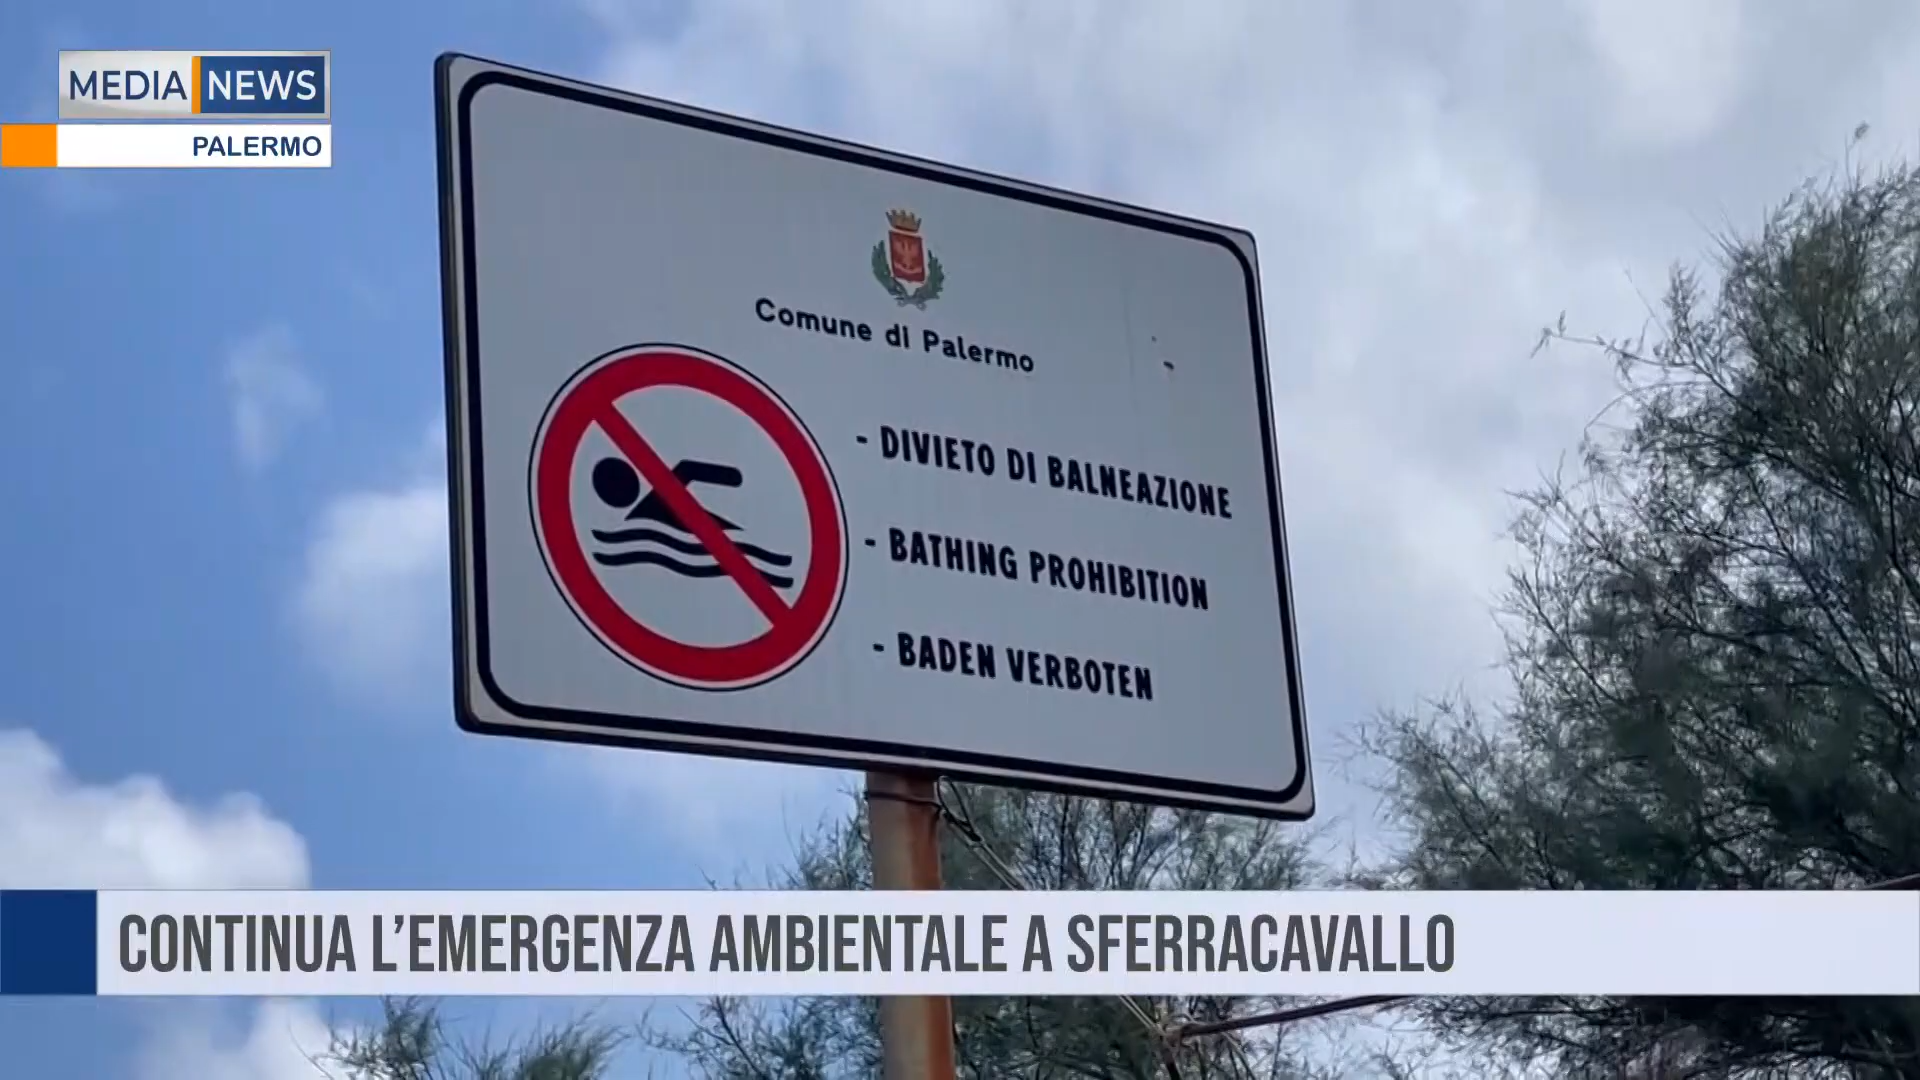 MEDIA NEWS
PALERMO
Comune di Palermo
- DIVIETO DI BALNEAZIONE
- BATHING PROHIBITION
- BADEN VERBOTEN
CONTINUA L’EMERGENZA AMBIENTALE A SFERRACAVALLO